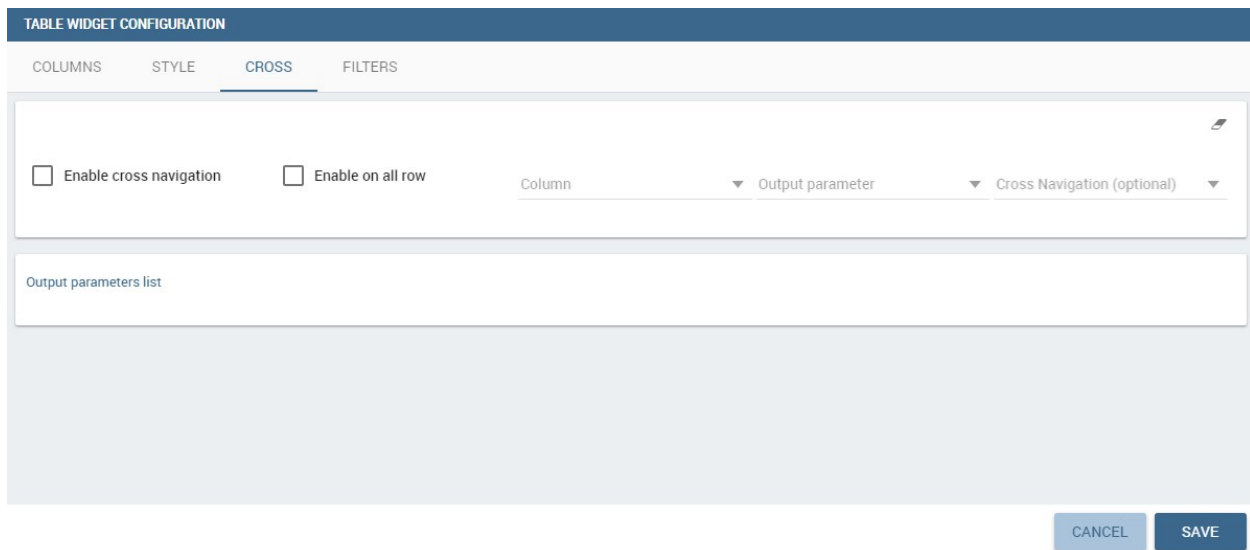 TABLE WIDGET CONFIGURATION
COLUMNS STYLE CROSS FILTERS
Enable cross navigation Enable on all row Column Output parameter Cross Navigation (optional)
Output parameters list
CANCEL SAVE